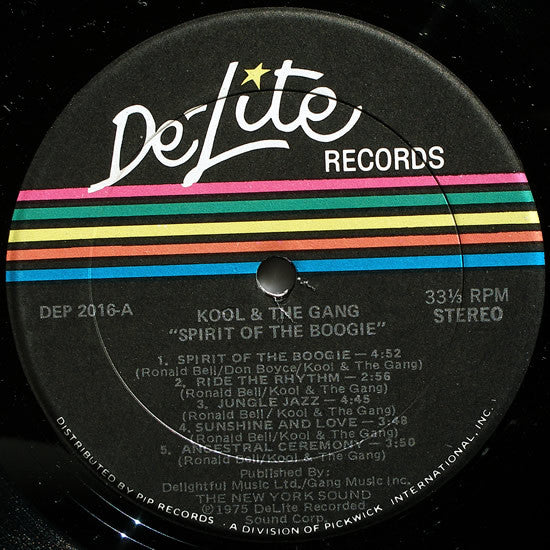 De-Lite
RECORDS
DEP 2016-A
KOOL & THE GANG
"SPIRIT OF THE BOOGIE"
33⅓ RPM
STEREO
1. SPIRIT OF THE BOOGIE — 4:52
(Ronald Bell/Don Boyce/Kool & The Gang)
2. RIDE THE RHYTHM — 2:56
(Ronald Bell/Kool & The Gang)
3. JUNGLE JAZZ — 4:45
(Ronald Bell/ Kool & The Gang)
4. SUNSHINE AND LOVE — 3:48
(Ronald Bell/Kool & The Gang)
5. ANCESTRAL CEREMONY — 3:50
(Ronald Bell/Kool & The Gang)
Published By:
Delightful Music Ltd./Gang Music Inc.
THE NEW YORK SOUND
©1975 DeLite Recorded
Sound Corp.
DISTRIBUTED BY PIP RECORDS • A DIVISION OF PICKWICK INTERNATIONAL, INC.